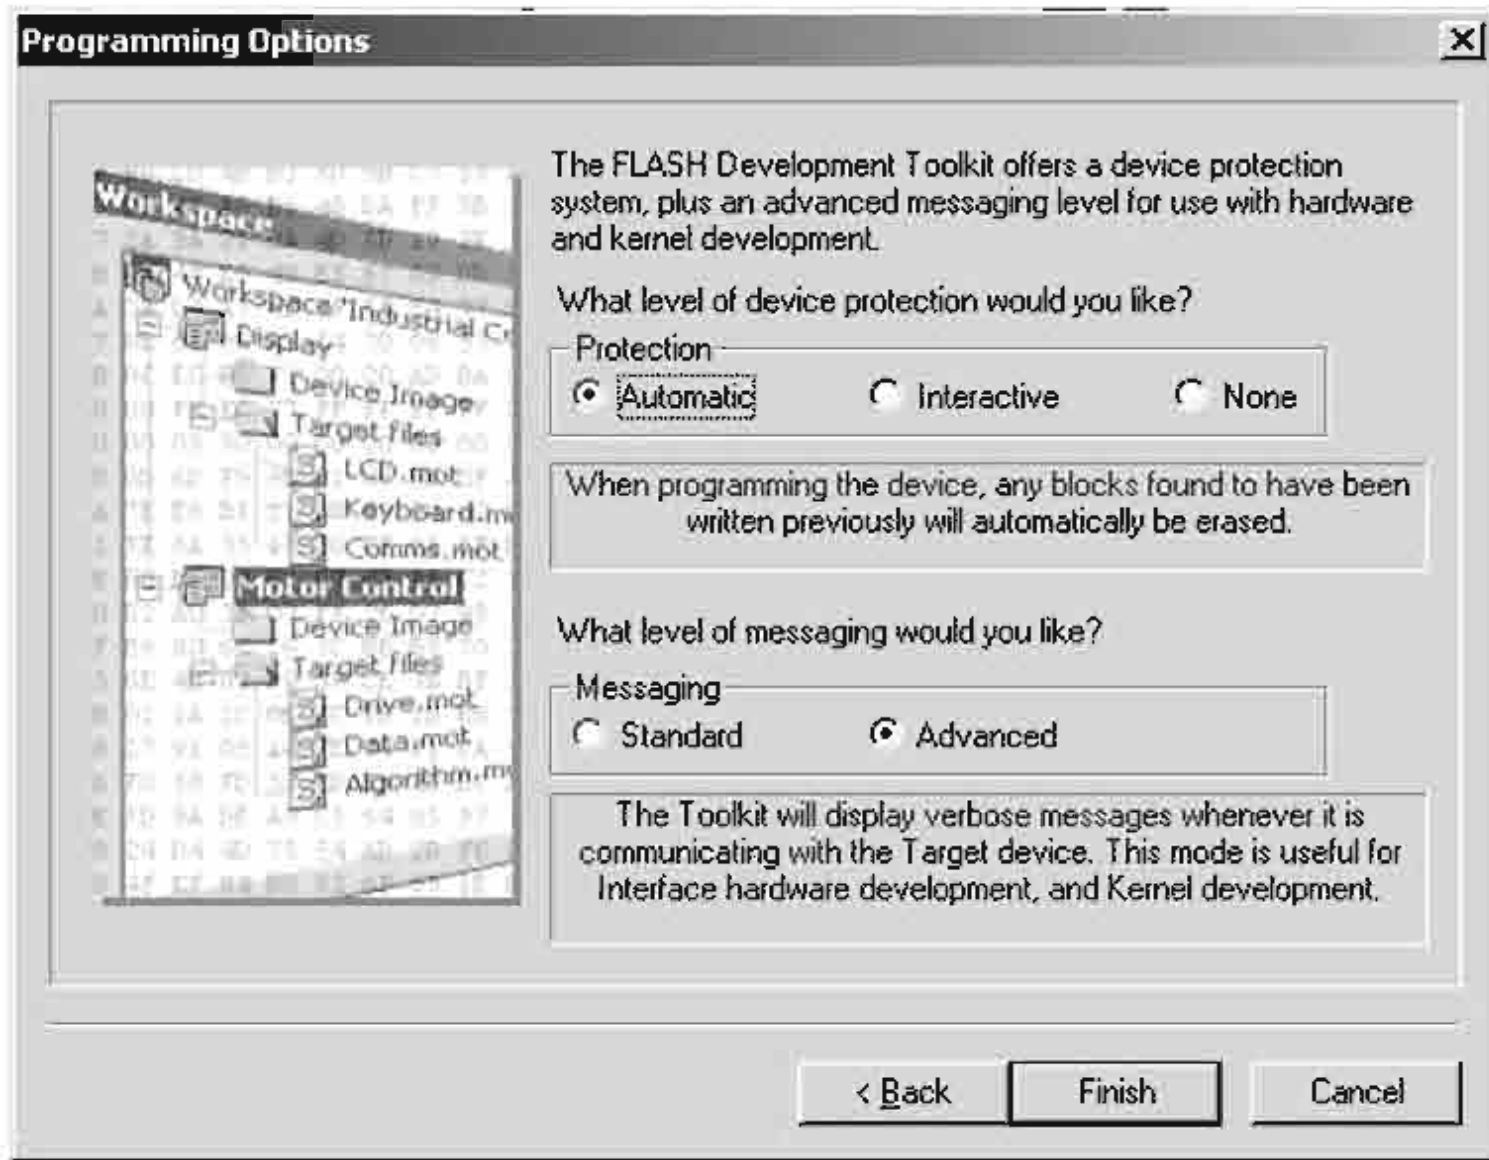 Programming Options
Workspace
Workspace "Industrial
Display
Device Image
Target files
LCD.mot
Keyboard.m
Comms.mot
Motor Control
Device Image
Target files
Drive.mot
Data.mot
Algorithm.m
The FLASH Development Toolkit offers a device protection
system, plus an advanced messaging level for use with hardware
and kernel development.
What level of device protection would you like?
Protection
Automatic Interactive None
When programming the device, any blocks found to have been
written previously will automatically be erased.
What level of messaging would you like?
Messaging
Standard Advanced
The Toolkit will display verbose messages whenever it is
communicating with the Target device. This mode is useful for
Interface hardware development, and Kernel development.
< Back Finish Cancel